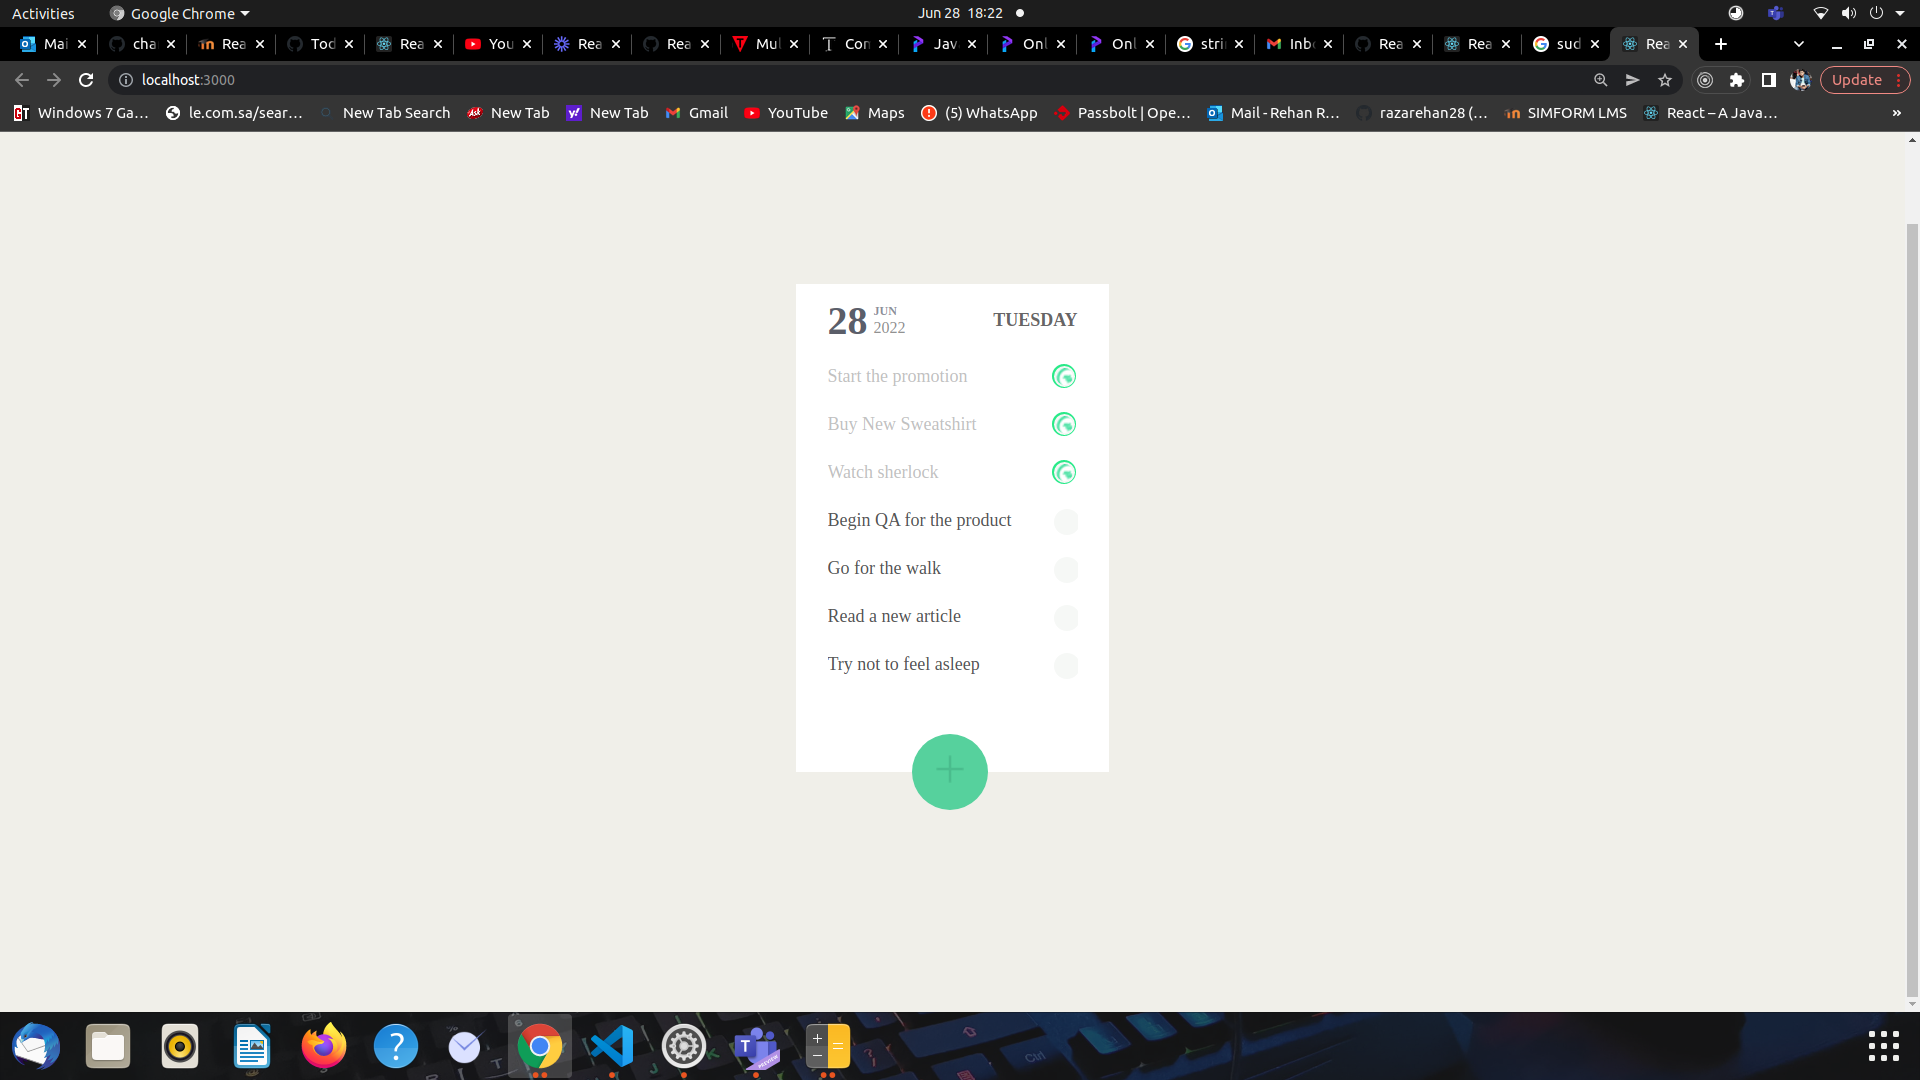 Activities Google Chrome Jun 28 18:22
Mai cha Rea Tod Rea You Rea Rea Mul Con Java Onl Onl stri Inbo Rea Rea sud Rea
localhost:3000 Update
Windows 7 Ga… le.com.sa/sear… New Tab Search New Tab New Tab Gmail YouTube Maps (5) WhatsApp Passbolt | Ope… Mail - Rehan R… razarehan28 (… SIMFORM LMS React – A Java… »
28 JUN 2022 TUESDAY
Start the promotion
Buy New Sweatshirt
Watch sherlock
Begin QA for the product
Go for the walk
Read a new article
Try not to feel asleep